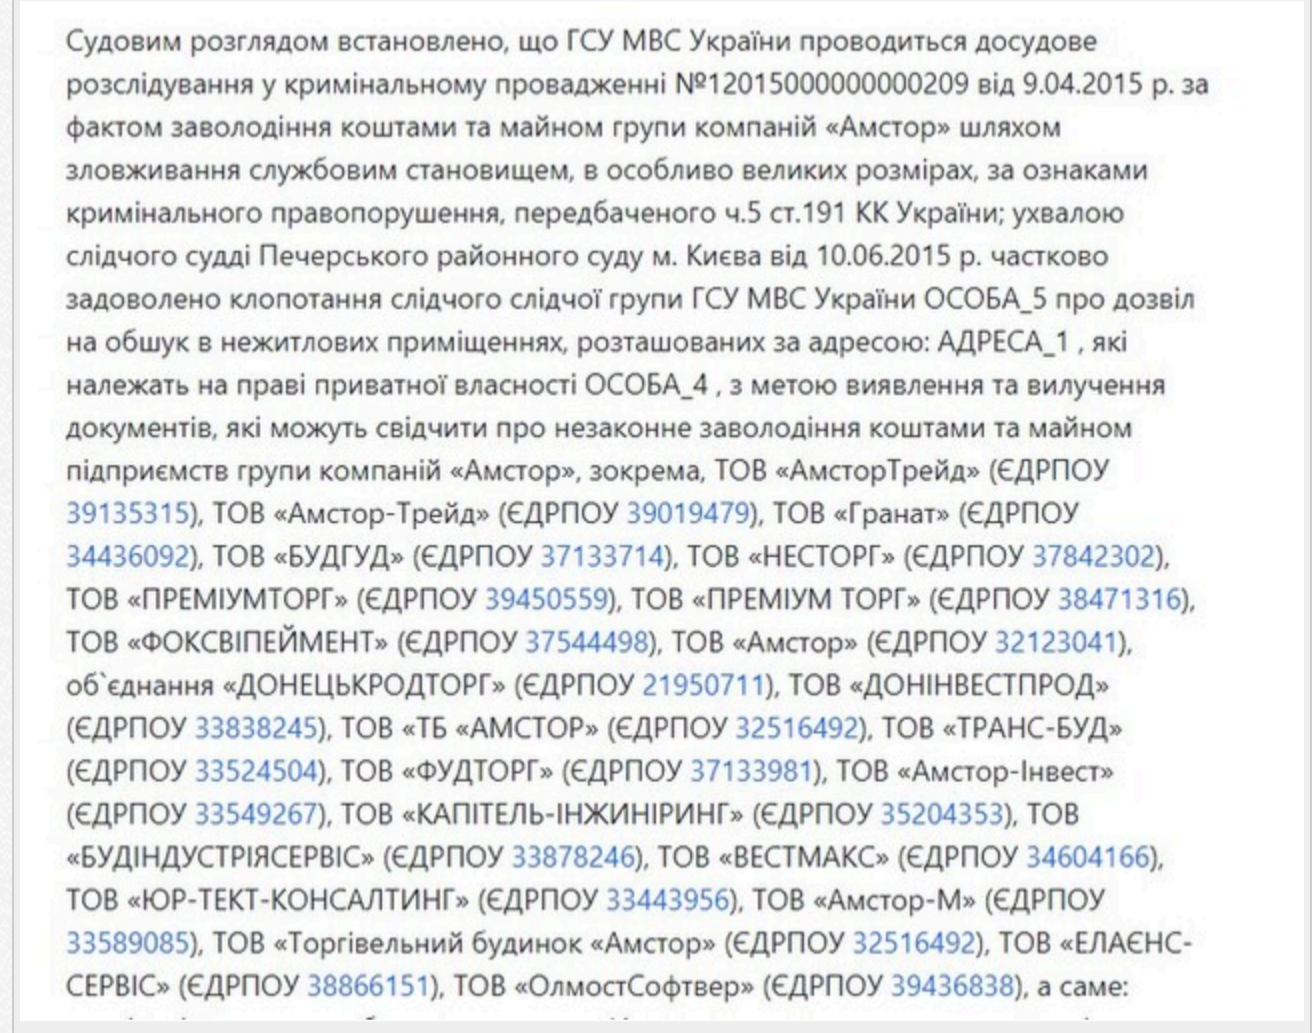 Судовим розглядом встановлено, що ГСУ МВС України проводиться досудове
розслідування у кримінальному провадженні №12015000000000209 від 9.04.2015 р. за
фактом заволодіння коштами та майном групи компаній «Амстор» шляхом
зловживання службовим становищем, в особливо великих розмірах, за ознаками
кримінального правопорушення, передбаченого ч.5 ст.191 КК України; ухвалою
слідчого судді Печерського районного суду м. Києва від 10.06.2015 р. частково
задоволено клопотання слідчого слідчої групи ГСУ МВС України ОСОБА_5 про дозвіл
на обшук в нежитлових приміщеннях, розташованих за адресою: АДРЕСА_1 , які
належать на праві приватної власності ОСОБА_4 , з метою виявлення та вилучення
документів, які можуть свідчити про незаконне заволодіння коштами та майном
підприємств групи компаній «Амстор», зокрема, ТОВ «АмсторТрейд» (ЄДРПОУ
39135315), ТОВ «Амстор-Трейд» (ЄДРПОУ 39019479), ТОВ «Гранат» (ЄДРПОУ
34436092), ТОВ «БУДГУД» (ЄДРПОУ 37133714), ТОВ «НЕСТОРГ» (ЄДРПОУ 37842302),
ТОВ «ПРЕМІУМТОРГ» (ЄДРПОУ 39450559), ТОВ «ПРЕМІУМ ТОРГ» (ЄДРПОУ 38471316),
ТОВ «ФОКСВІПЕЙМЕНТ» (ЄДРПОУ 37544498), ТОВ «Амстор» (ЄДРПОУ 32123041),
об`єднання «ДОНЕЦЬКРОДТОРГ» (ЄДРПОУ 21950711), ТОВ «ДОНІНВЕСТПРОД»
(ЄДРПОУ 33838245), ТОВ «ТБ «АМСТОР» (ЄДРПОУ 32516492), ТОВ «ТРАНС-БУД»
(ЄДРПОУ 33524504), ТОВ «ФУДТОРГ» (ЄДРПОУ 37133981), ТОВ «Амстор-Інвест»
(ЄДРПОУ 33549267), ТОВ «КАПІТЕЛЬ-ІНЖИНІРИНГ» (ЄДРПОУ 35204353), ТОВ
«БУДІНДУСТРІЯСЕРВІС» (ЄДРПОУ 33878246), ТОВ «ВЕСТМАКС» (ЄДРПОУ 34604166),
ТОВ «ЮР-ТЕКТ-КОНСАЛТИНГ» (ЄДРПОУ 33443956), ТОВ «Амстор-М» (ЄДРПОУ
33589085), ТОВ «Торгівельний будинок «Амстор» (ЄДРПОУ 32516492), ТОВ «ЕЛАЄНС-
СЕРВІС» (ЄДРПОУ 38866151), ТОВ «ОлмостСофтвер» (ЄДРПОУ 39436838), а саме: